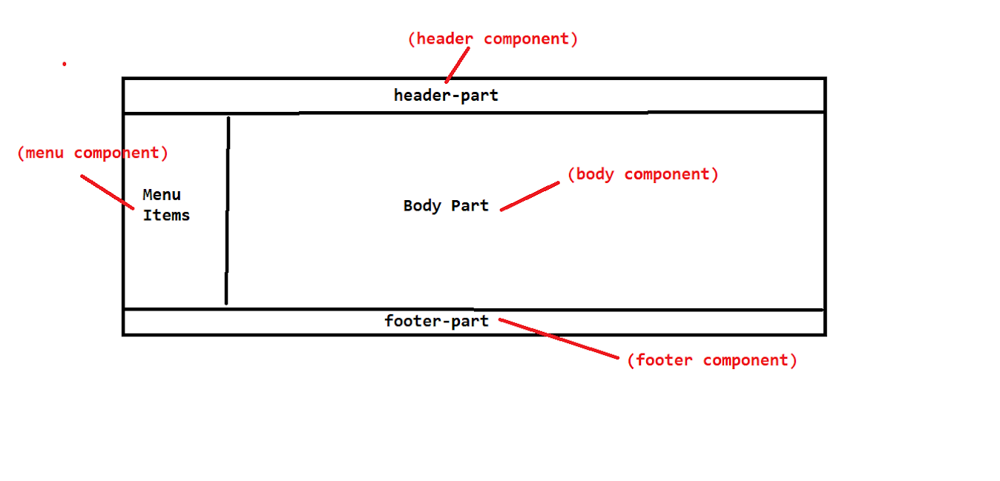 (header component)
header-part
(menu component)
(body component)
Menu
Items
Body Part
footer-part
(footer component)